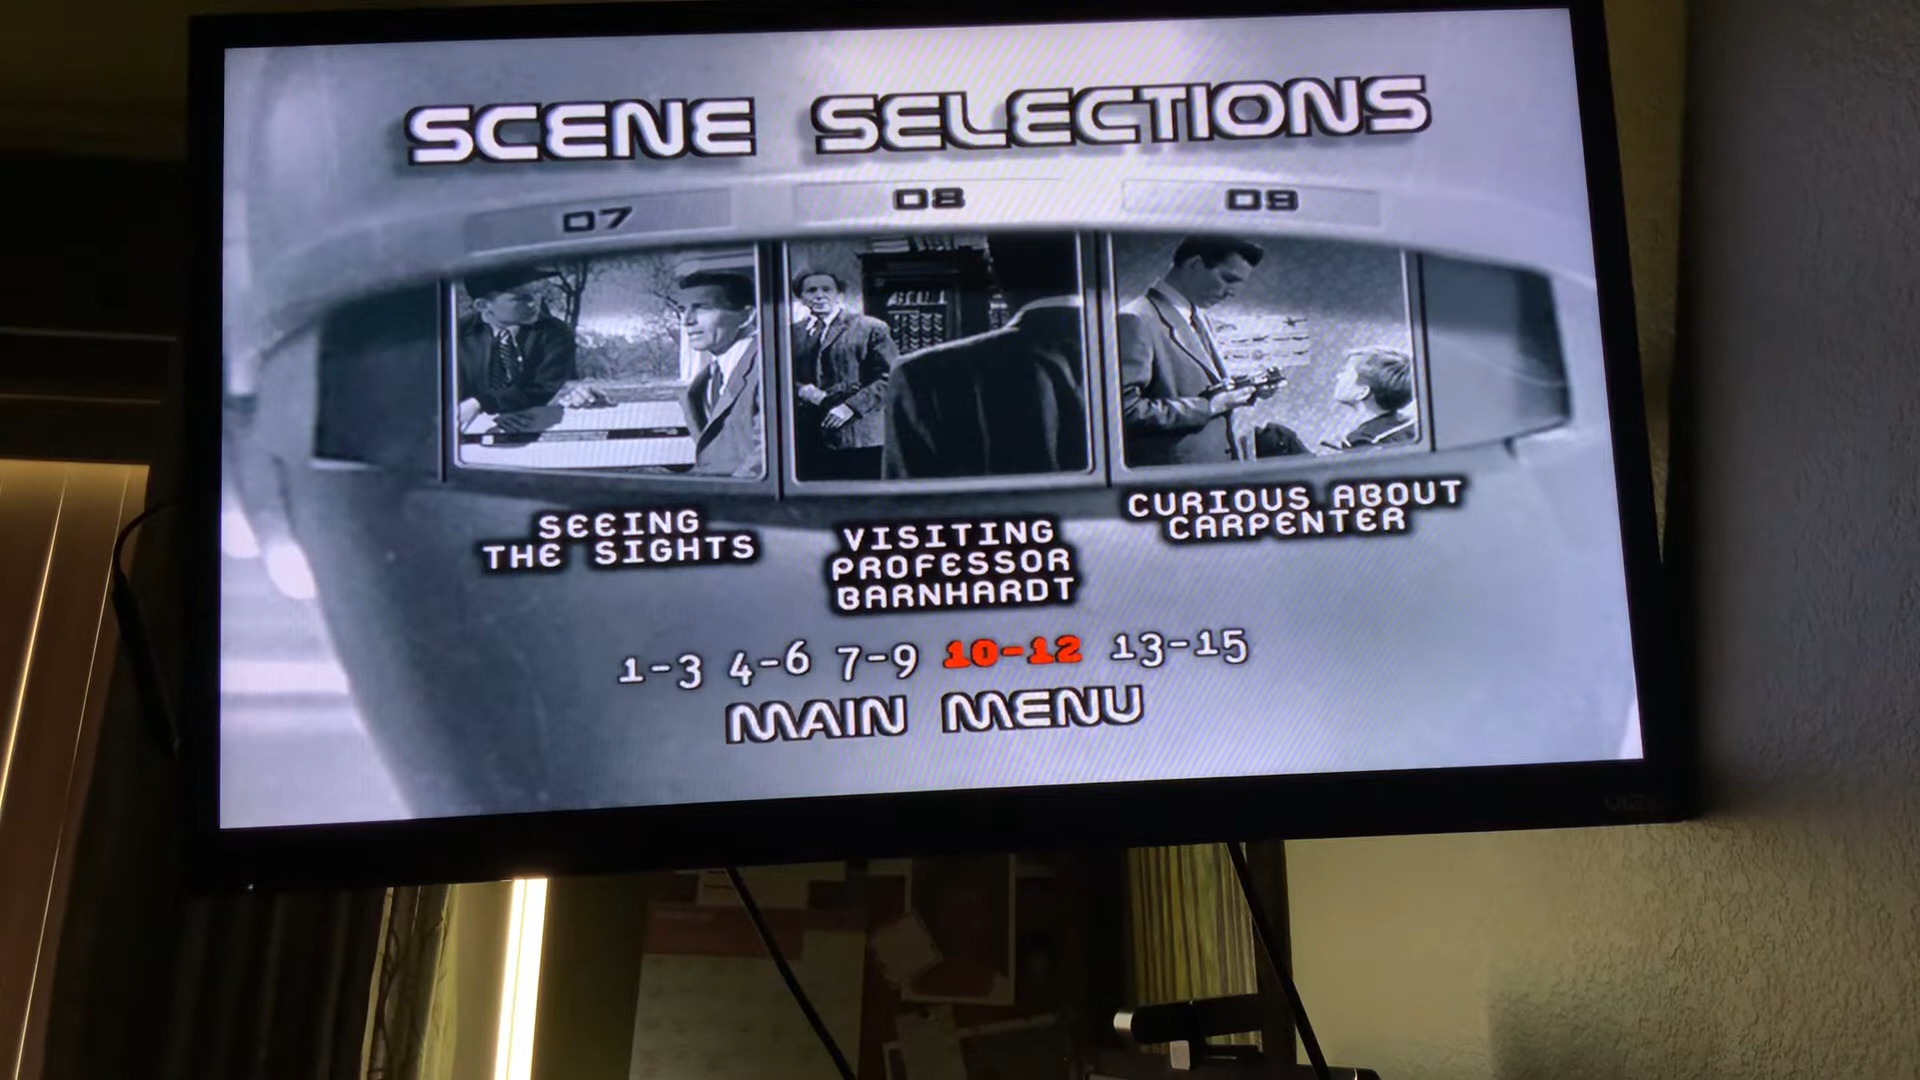 SCENE SELECTIONS
07 08 09
SEEING
THE SIGHTS
VISITING
PROFESSOR
BARNHARDT
CURIOUS ABOUT
CARPENTER
1-3 4-6 7-9 10-12 13-15
MAIN MENU